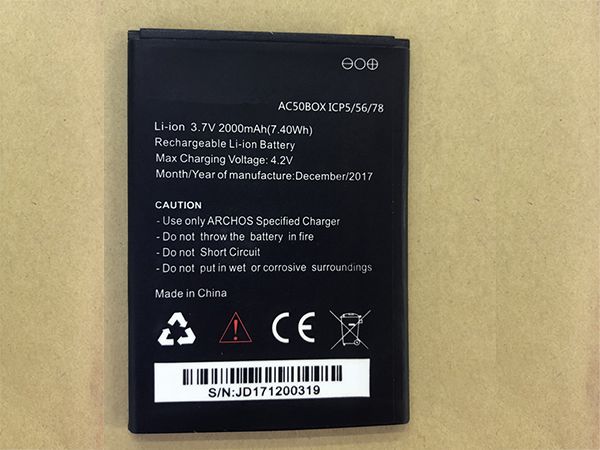 AC50BOX ICP5/56/78
Li-ion 3.7V 2000mAh(7.40Wh)
Rechargeable Li-ion Battery
Max Charging Voltage: 4.2V
Month/Year of manufacture:December/2017
CAUTION
- Use only ARCHOS Specified Charger
- Do not throw the battery in fire
- Do not Short Circuit
- Do not put in wet or corrosive surroundings
Made in China
CE
S/N:JD171200319